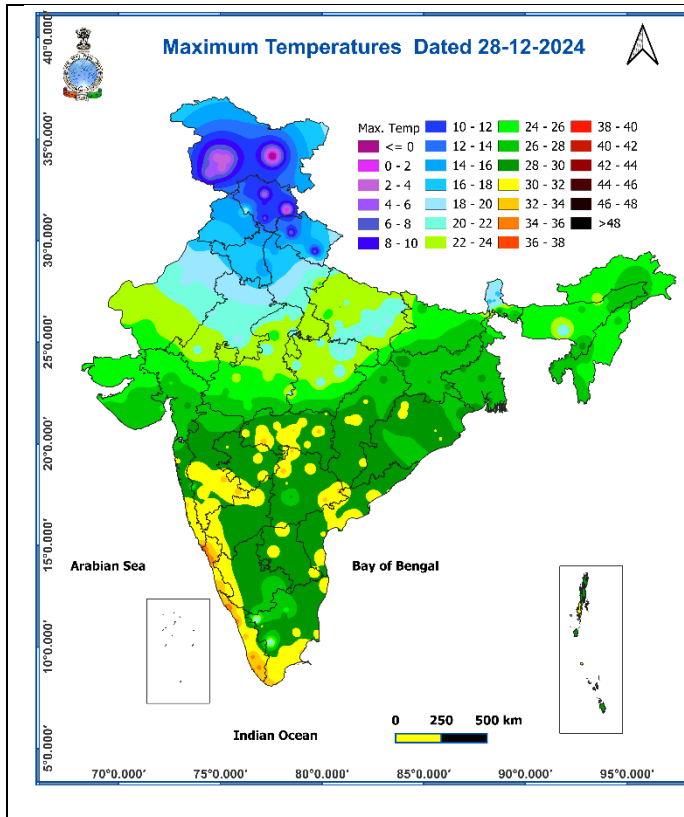 Maximum Temperatures Dated 28-12-2024
Max. Temp
<= 0
0 - 2
2 - 4
4 - 6
6 - 8
8 - 10
10 - 12
12 - 14
14 - 16
16 - 18
18 - 20
20 - 22
22 - 24
24 - 26
26 - 28
28 - 30
30 - 32
32 - 34
34 - 36
36 - 38
38 - 40
40 - 42
42 - 44
44 - 46
46 - 48
>48
40°0.000'
35°0.000'
30°0.000'
25°0.000'
20°0.000'
15°0.000'
10°0.000'
5°0.000'
Arabian Sea
Bay of Bengal
Indian Ocean
0 250 500 km
70°0.000' 75°0.000' 80°0.000' 85°0.000' 90°0.000' 95°0.000'